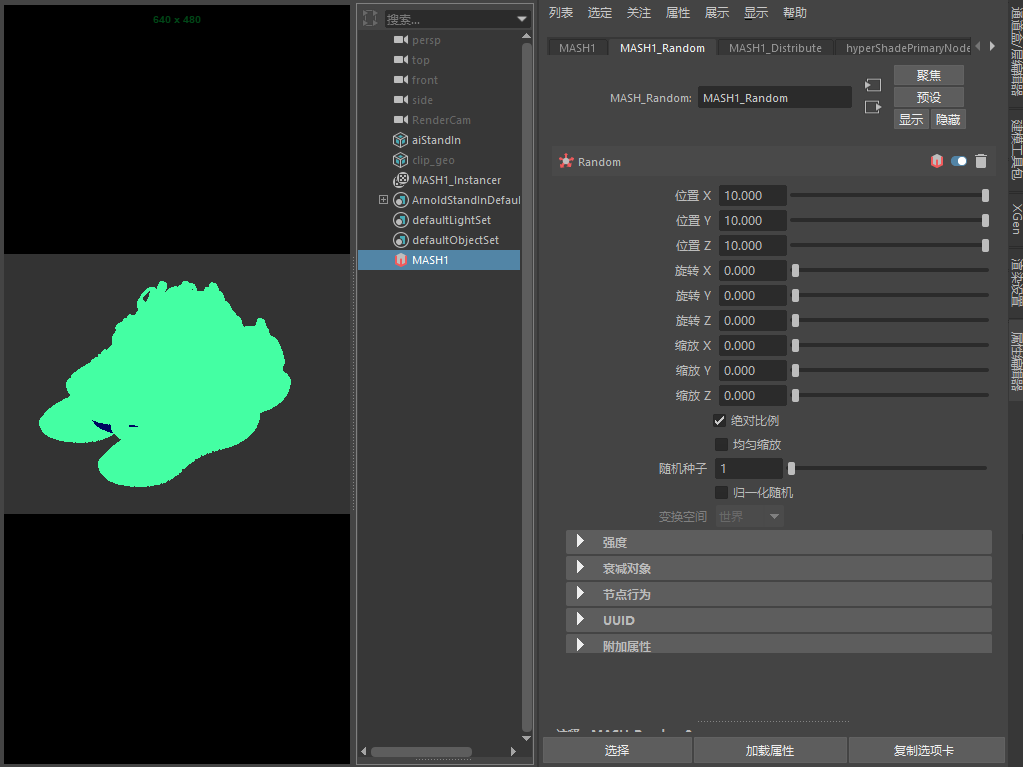 640 x 480
搜索...
persp
top
front
side
RenderCam
aiStandIn
clip_geo
MASH1_Instancer
ArnoldStandInDefaul
defaultLightSet
defaultObjectSet
MASH1
列表 选定 关注 属性 展示 显示 帮助
MASH1 MASH1_Random MASH1_Distribute hyperShadePrimaryNode
MASH_Random: MASH1_Random
聚焦
预设
显示 隐藏
Random
位置 X 10.000
位置 Y 10.000
位置 Z 10.000
旋转 X 0.000
旋转 Y 0.000
旋转 Z 0.000
缩放 X 0.000
缩放 Y 0.000
缩放 Z 0.000
绝对比例
均匀缩放
随机种子 1
归一化随机
变换空间 世界
强度
衰减对象
节点行为
UUID
附加属性
选择 加载属性 复制选项卡
通道盒/层编辑器
建模工具包
XGen
渲染设置
属性编辑器